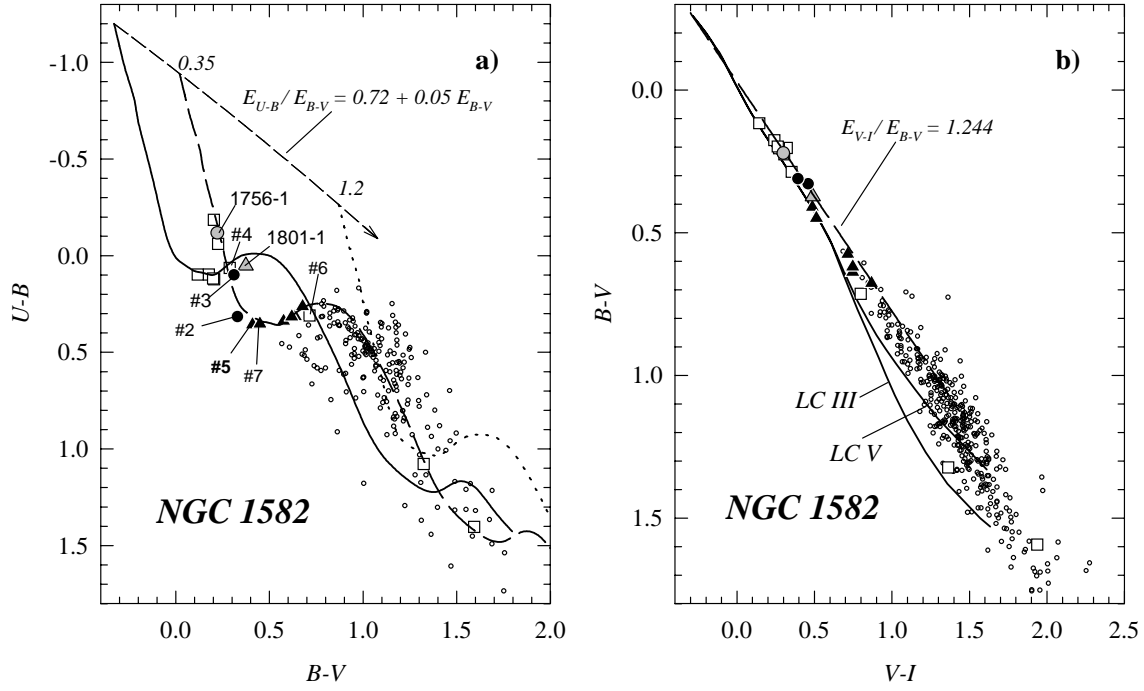 a)
0.35
E_{U-B} / E_{B-V} = 0.72 + 0.05 E_{B-V}
1.2
1756-1
#4
1801-1
#6
#3
#2
#5
#7
NGC 1582
-1.0
-0.5
0.0
0.5
1.0
1.5
U-B
0.0
0.5
1.0
1.5
2.0
B-V
b)
E_{V-I} / E_{B-V} = 1.244
LC III
LC V
NGC 1582
0.0
0.5
1.0
1.5
B-V
0.0
0.5
1.0
1.5
2.0
2.5
V-I